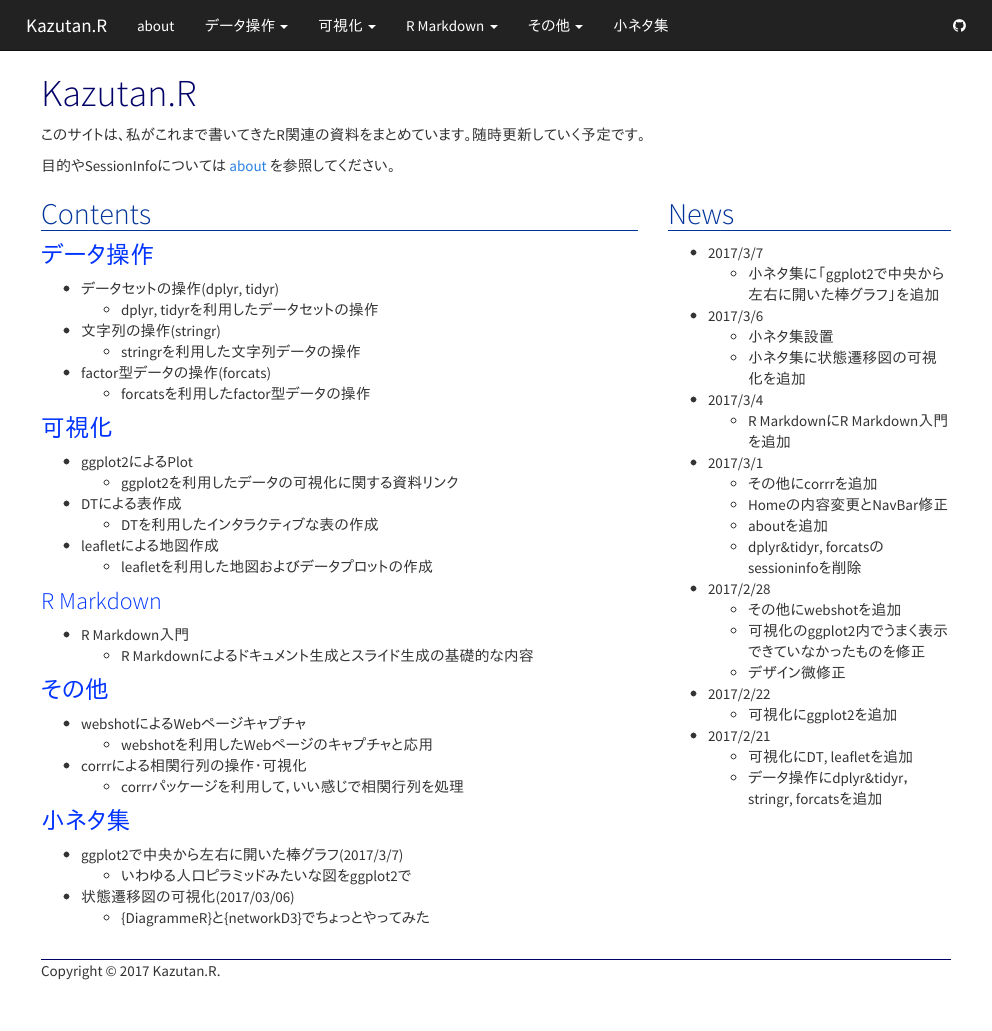 Kazutan.R about データ操作 可視化 R Markdown その他 小ネタ集
Kazutan.R
このサイトは、私がこれまで書いてきたR関連の資料をまとめています。随時更新していく予定です。
目的やSessionInfoについては about を参照してください。
Contents
データ操作
データセットの操作(dplyr, tidyr)
dplyr, tidyrを利用したデータセットの操作
文字列の操作(stringr)
stringrを利用した文字列データの操作
factor型データの操作(forcats)
forcatsを利用したfactor型データの操作
可視化
ggplot2によるPlot
ggplot2を利用したデータの可視化に関する資料リンク
DTによる表作成
DTを利用したインタラクティブな表の作成
leafletによる地図作成
leafletを利用した地図およびデータプロットの作成
R Markdown
R Markdown入門
R Markdownによるドキュメント生成とスライド生成の基礎的な内容
その他
webshotによるWebページキャプチャ
webshotを利用したWebページのキャプチャと応用
corrrによる相関行列の操作・可視化
corrrパッケージを利用して，いい感じで相関行列を処理
小ネタ集
ggplot2で中央から左右に開いた棒グラフ(2017/3/7)
いわゆる人口ピラミッドみたいな図をggplot2で
状態遷移図の可視化(2017/03/06)
{DiagrammeR}と{networkD3}でちょっとやってみた
News
2017/3/7
小ネタ集に「ggplot2で中央から
左右に開いた棒グラフ」を追加
2017/3/6
小ネタ集設置
小ネタ集に状態遷移図の可視
化を追加
2017/3/4
R MarkdownにR Markdown入門
を追加
2017/3/1
その他にcorrrを追加
Homeの内容変更とNavBar修正
aboutを追加
dplyr&tidyr, forcatsの
sessioninfoを削除
2017/2/28
その他にwebshotを追加
可視化のggplot2内でうまく表示
できていなかったものを修正
デザイン微修正
2017/2/22
可視化にggplot2を追加
2017/2/21
可視化にDT, leafletを追加
データ操作にdplyr&tidyr,
stringr, forcatsを追加
Copyright © 2017 Kazutan.R.